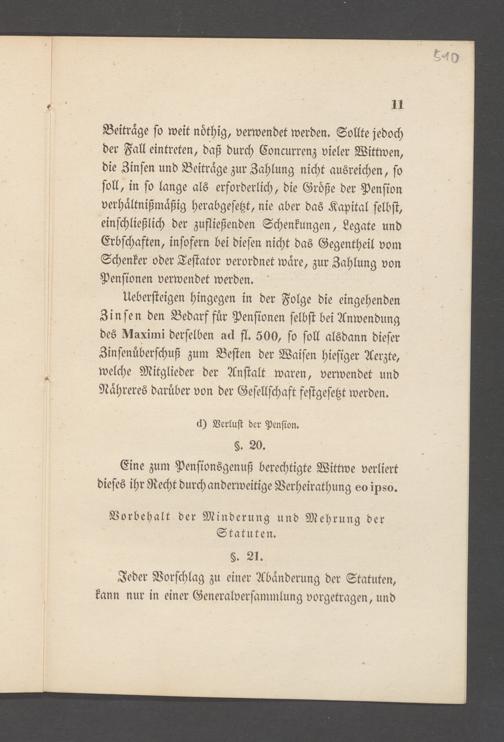 510
11
Beiträge so weit nöthig, verwendet werden. Sollte jedoch
der Fall eintreten, daß durch Concurrenz vieler Wittwen,
die Zinsen und Beiträge zur Zahlung nicht ausreichen, so
soll, in so lange als erforderlich, die Größe der Pension
verhältnißmäßig herabgesetzt, nie aber das Kapital selbst,
einschließlich der zufließenden Schenkungen, Legate und
Erbschaften, insofern bei diesen nicht das Gegentheil vom
Schenker oder Testator verordnet wäre, zur Zahlung von
Pensionen verwendet werden.
Uebersteigen hingegen in der Folge die eingehenden
Zinsen den Bedarf für Pensionen selbst bei Anwendung
des Maximi derselben ad fl. 500, so soll alsdann dieser
Zinsenüberschuß zum Besten der Waisen hiesiger Aerzte,
welche Mitglieder der Anstalt waren, verwendet und
Nähreres darüber von der Gesellschaft festgesetzt werden.
d) Verlust der Pension.
§. 20.
Eine zum Pensionsgenuß berechtigte Wittwe verliert
dieses ihr Recht durch anderweitige Verheirathung eo ipso.
Vorbehalt der Minderung und Mehrung der
Statuten.
§. 21.
Jeder Vorschlag zu einer Abänderung der Statuten,
kann nur in einer Generalversammlung vorgetragen, und